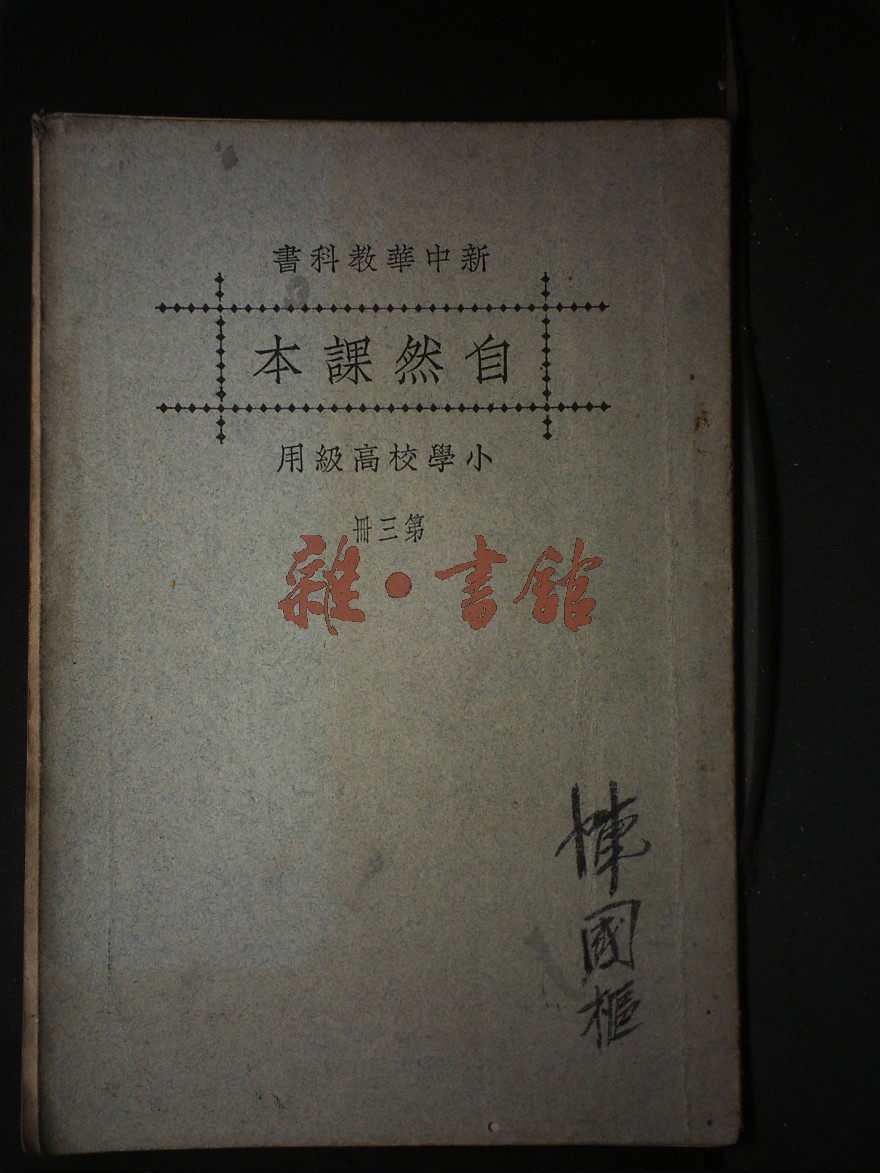 新中華教科書
自然課本
小學校高級用
第三冊
雜·書館
惲國樞